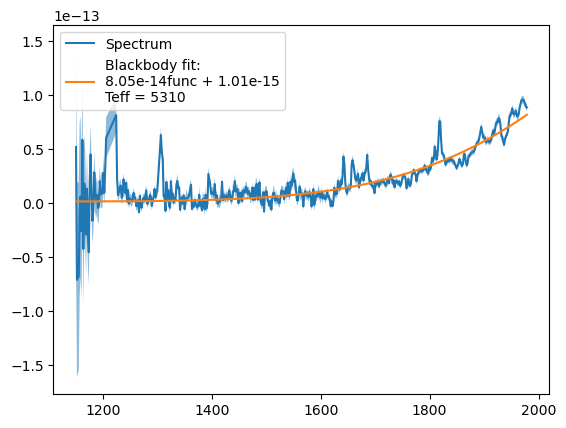 1e−13
1.5
1.0
0.5
0.0
−0.5
−1.0
−1.5
Spectrum
Blackbody fit:
8.05e-14func + 1.01e-15
Teff = 5310
1200
1400
1600
1800
2000